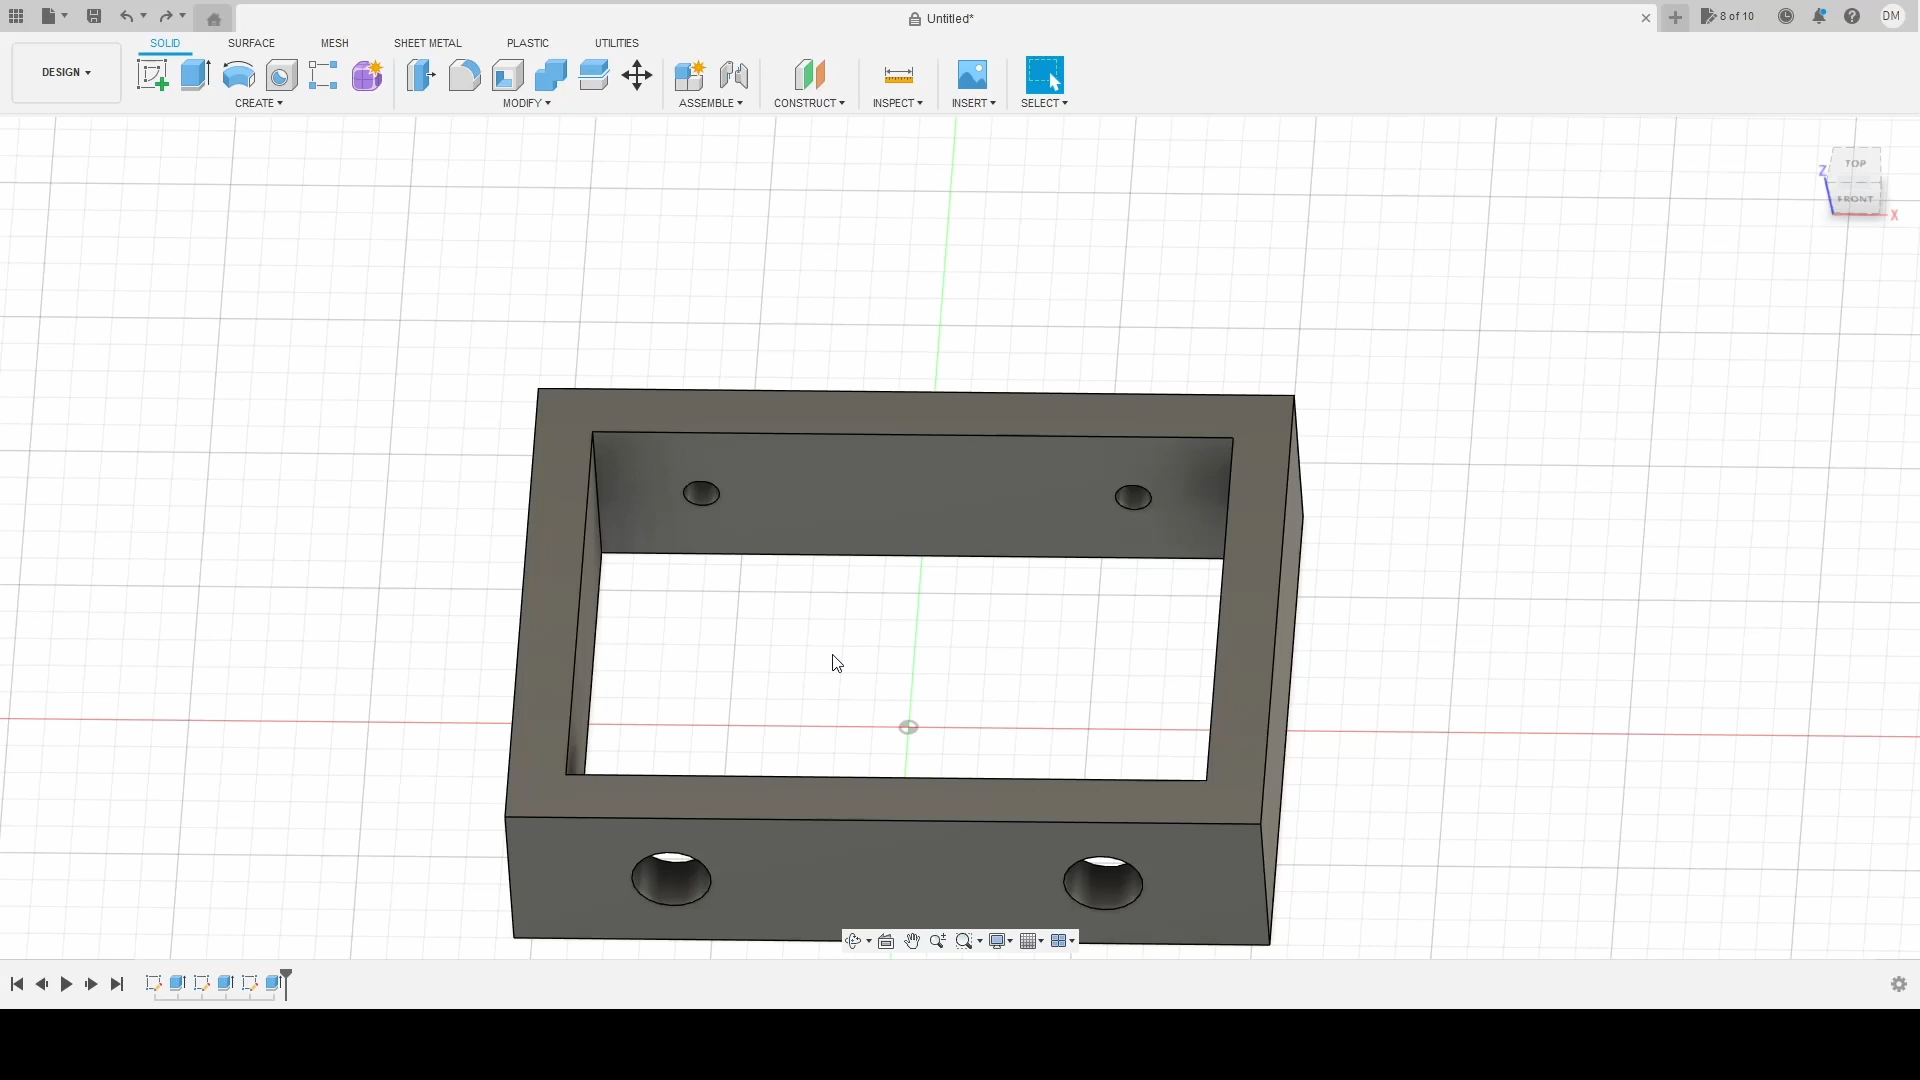 Untitled*
8 of 10
DM
DESIGN
SOLID
SURFACE
MESH
SHEET METAL
PLASTIC
UTILITIES
CREATE
MODIFY
ASSEMBLE
CONSTRUCT
INSPECT
INSERT
SELECT
TOP
Z
FRONT
X